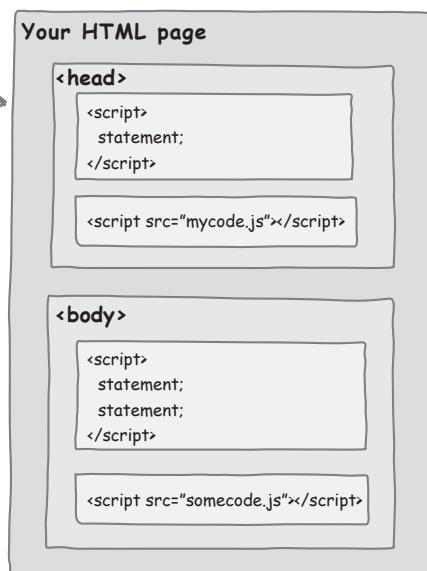 Your HTML page
<head>
<script>
statement;
</script>
<script src="mycode.js"></script>
<body>
<script>
statement;
statement;
</script>
<script src="somecode.js"></script>